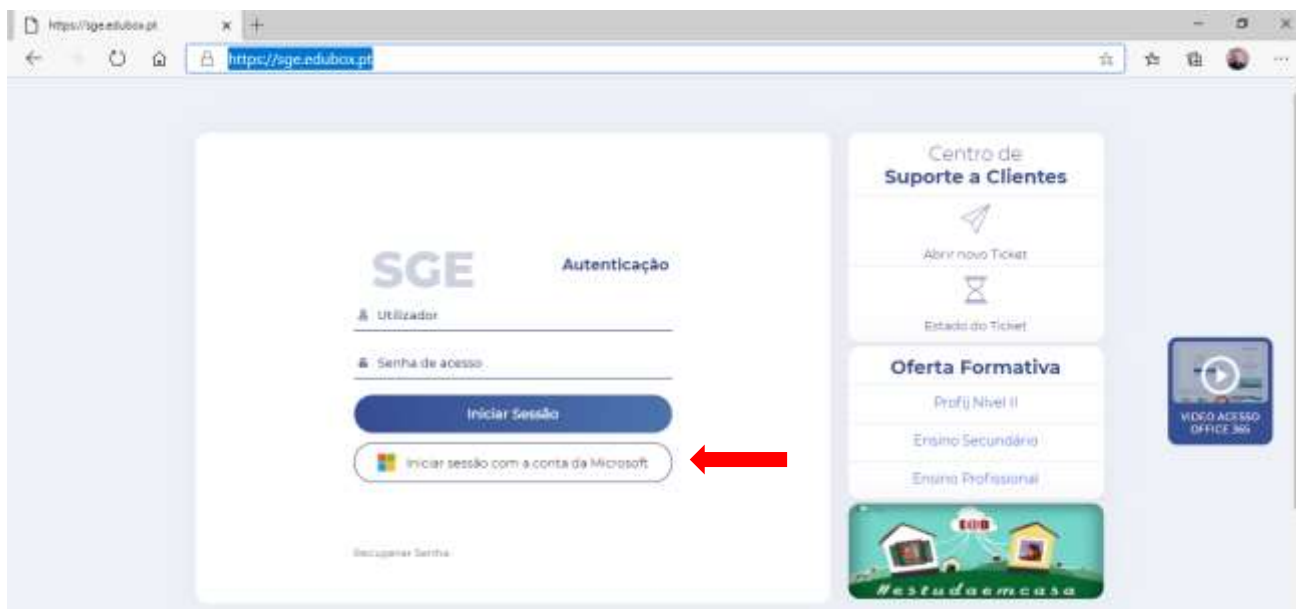 https://sge.edubox.pt
https://sge.edubox.pt
SGE
Autenticação
Utilizador
Senha de acesso
Iniciar Sessão
Iniciar sessão com a conta da Microsoft
Recuperar Senha
Centro de
Suporte a Clientes
Abrir novo Ticket
Estado do Ticket
Oferta Formativa
Profij Nível II
Ensino Secundário
Ensino Profissional
#estudaemcasa
VIDEO ACESSO
OFFICE 365